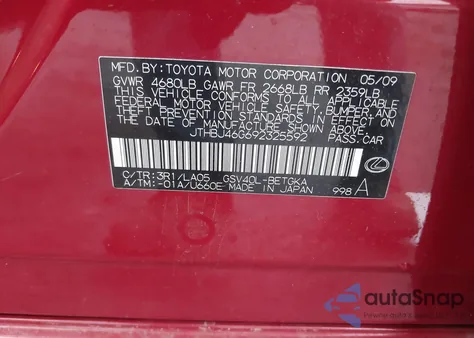 MFD. BY: TOYOTA MOTOR CORPORATION 05/09
GVWR 4680LB GAWR FR 2668LB RR 2359LB
THIS VEHICLE CONFORMS TO ALL APPLICABLE
FEDERAL MOTOR VEHICLE SAFETY, BUMPER, AND
THEFT PREVENTION STANDARDS IN EFFECT ON
THE DATE OF MANUFACTURE SHOWN ABOVE.
JTHBJ46G692325592 PASS.CAR
C/TR:3R1/LA05 GSV40L-BETGKA
A/TM:-01A/U660E MADE IN JAPAN 998 A
autoSnap